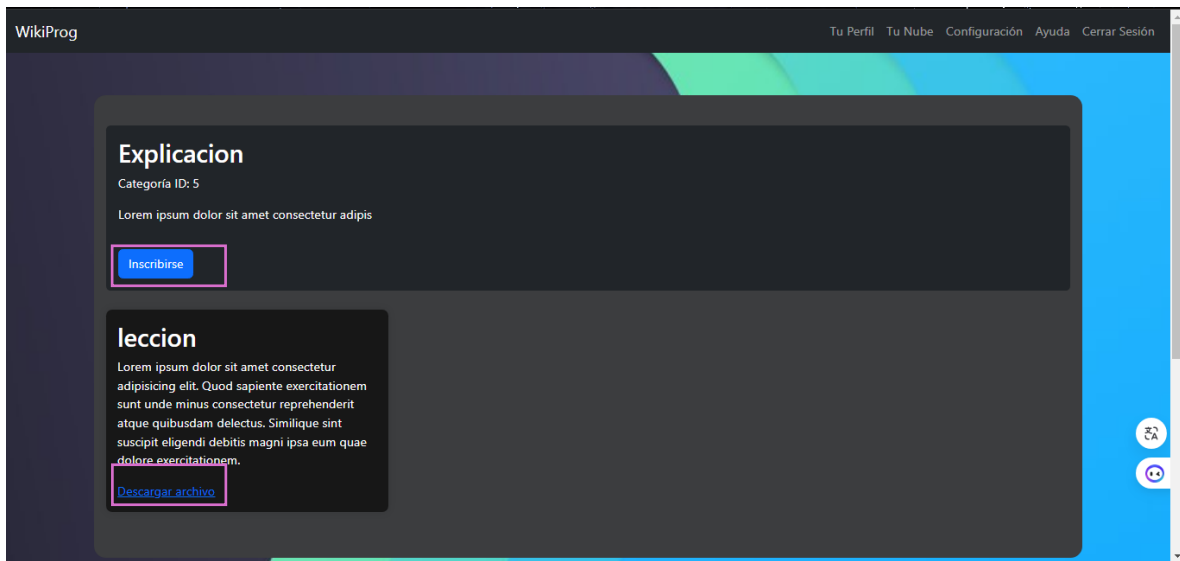 WikiProg
Tu Perfil Tu Nube Configuración Ayuda Cerrar Sesión
Explicacion
Categoría ID: 5
Lorem ipsum dolor sit amet consectetur adipis
Inscribirse
leccion
Lorem ipsum dolor sit amet consectetur
adipisicing elit. Quod sapiente exercitationem
sunt unde minus consectetur reprehenderit
atque quibusdam delectus. Similique sint
suscipit eligendi debitis magni ipsa eum quae
dolore exercitationem.
Descargar archivo